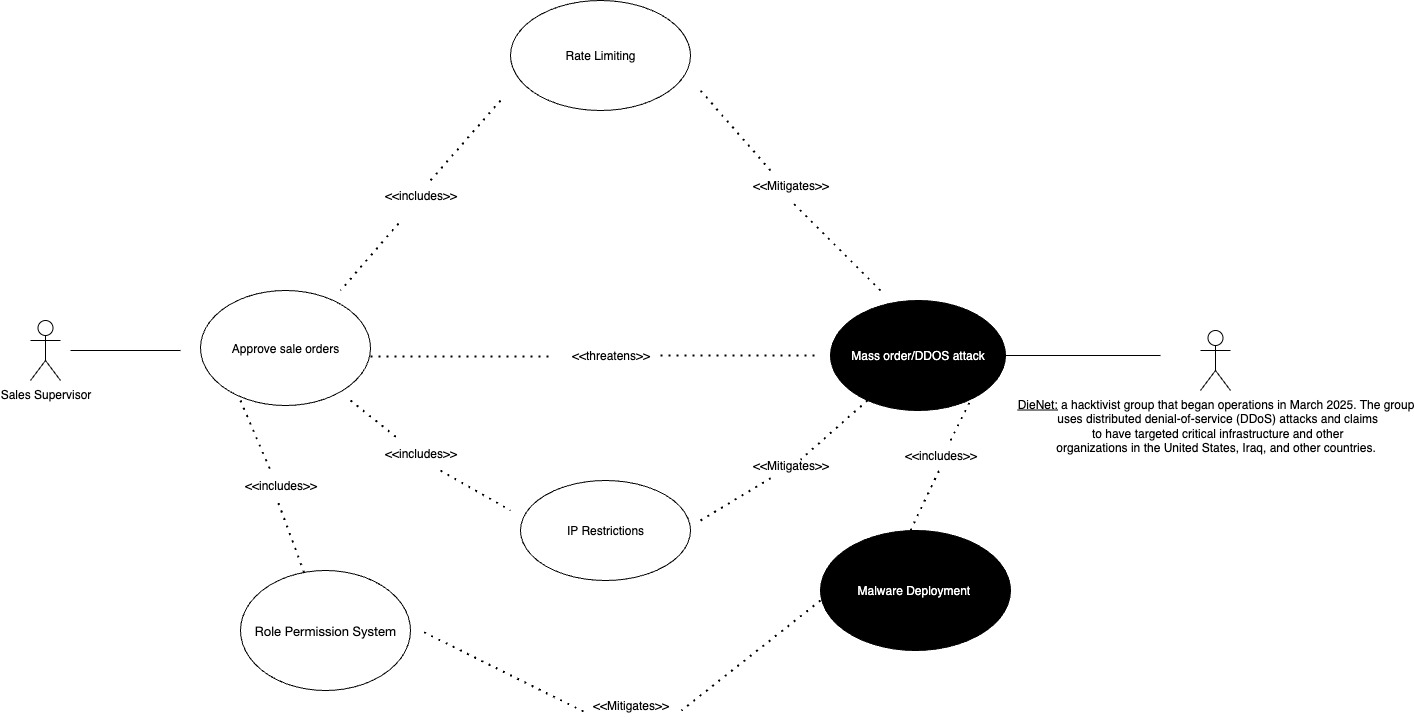 Rate Limiting
<<includes>>
<<Mitigates>>
Approve sale orders
<<threatens>>
Mass order/DDOS attack
Sales Supervisor
DieNet: a hacktivist group that began operations in March 2025. The group
uses distributed denial-of-service (DDoS) attacks and claims
to have targeted critical infrastructure and other
organizations in the United States, Iraq, and other countries.
<<includes>>
<<Mitigates>>
<<includes>>
<<includes>>
IP Restrictions
Malware Deployment
Role Permission System
<<Mitigates>>